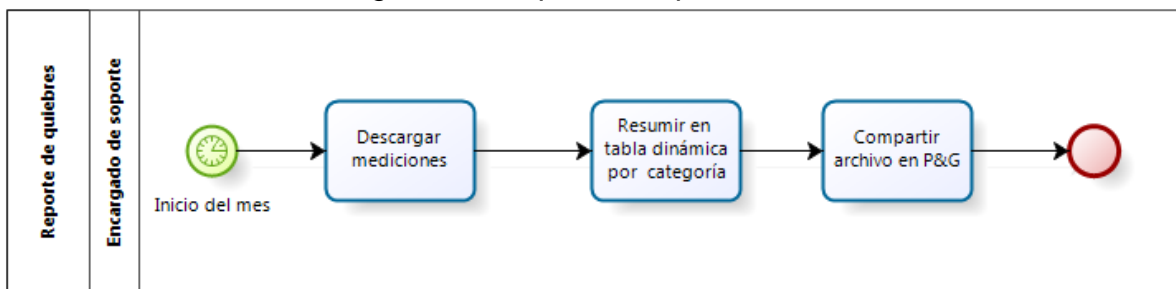 Reporte de quiebres
Encargado de soporte
Inicio del mes
Descargar
mediciones
Resumir en
tabla dinámica
por categoría
Compartir
archivo en P&G